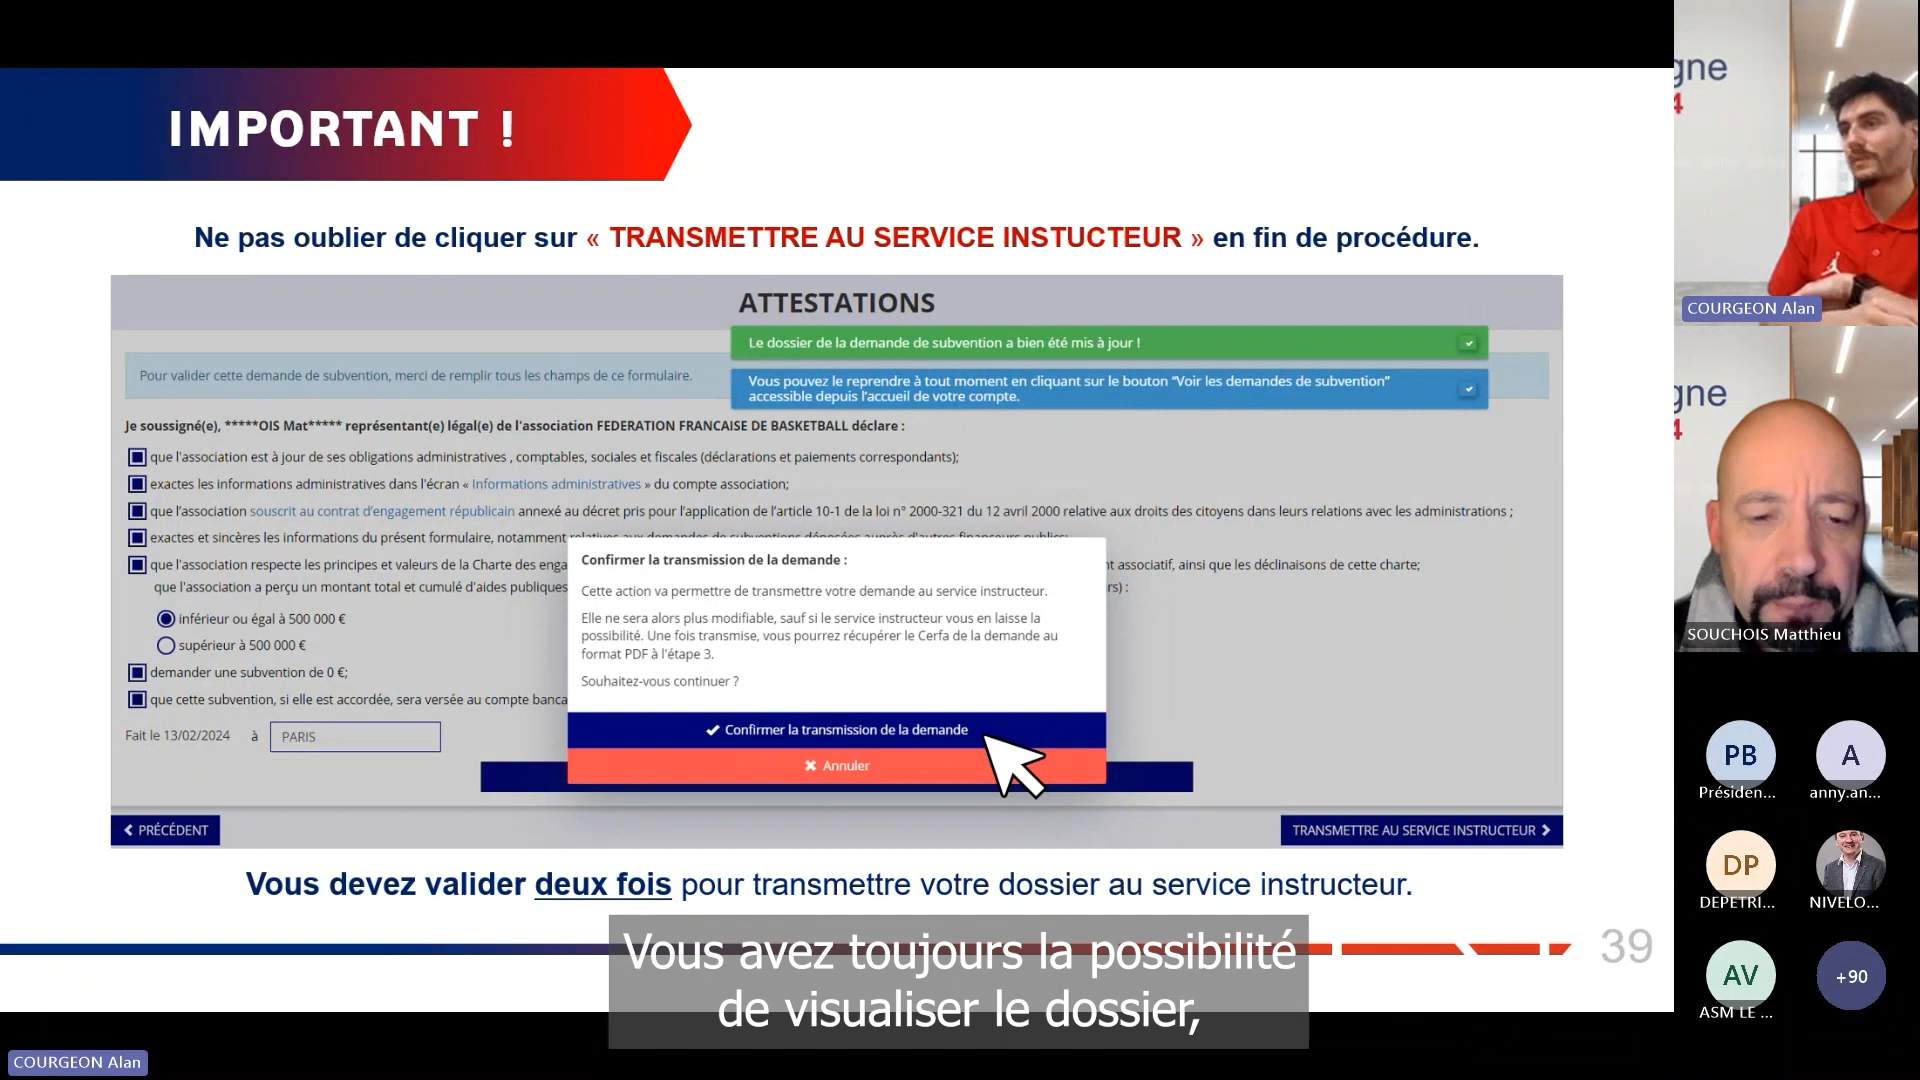 IMPORTANT !
Ne pas oublier de cliquer sur « TRANSMETTRE AU SERVICE INSTUCTEUR » en fin de procédure.
ATTESTATIONS
Le dossier de la demande de subvention a bien été mis à jour !
Pour valider cette demande de subvention, merci de remplir tous les champs de ce formulaire.
Vous pouvez le reprendre à tout moment en cliquant sur le bouton “Voir les demandes de subvention”
accessible depuis l’accueil de votre compte.
Je soussigné(e), *****OIS Mat***** représentant(e) légal(e) de l'association FEDERATION FRANCAISE DE BASKETBALL déclare :
que l'association est à jour de ses obligations administratives , comptables, sociales et fiscales (déclarations et paiements correspondants);
exactes les informations administratives dans l'écran « Informations administratives » du compte association;
que l’association souscrit au contrat d’engagement républicain annexé au décret pris pour l’application de l’article 10-1 de la loi n° 2000-321 du 12 avril 2000 relative aux droits des citoyens dans leurs relations avec les administrations ;
exactes et sincères les informations du présent formulaire, notamment relatives aux demandes de subventions déposées auprès d'autres financeurs publics;
que l'association respecte les principes et valeurs de la Charte des enga
t associatif, ainsi que les déclinaisons de cette charte;
que l'association a perçu un montant total et cumulé d'aides publiques
rs) :
inférieur ou égal à 500 000 €
supérieur à 500 000 €
demander une subvention de 0 €;
que cette subvention, si elle est accordée, sera versée au compte banca
Fait le 13/02/2024 à PARIS
Confirmer la transmission de la demande :
Cette action va permettre de transmettre votre demande au service instructeur.
Elle ne sera alors plus modifiable, sauf si le service instructeur vous en laisse la
possibilité. Une fois transmise, vous pourrez récupérer le Cerfa de la demande au
format PDF à l'étape 3.
Souhaitez-vous continuer ?
Confirmer la transmission de la demande
Annuler
PRÉCÉDENT
TRANSMETTRE AU SERVICE INSTRUCTEUR
Vous devez valider deux fois pour transmettre votre dossier au service instructeur.
39
Vous avez toujours la possibilité
de visualiser le dossier,
COURGEON Alan
gne
4
COURGEON Alan
gne
4
SOUCHOIS Matthieu
PB
Présiden...
A
anny.an...
DP
DEPETRI...
NIVELO...
AV
ASM LE ...
+90